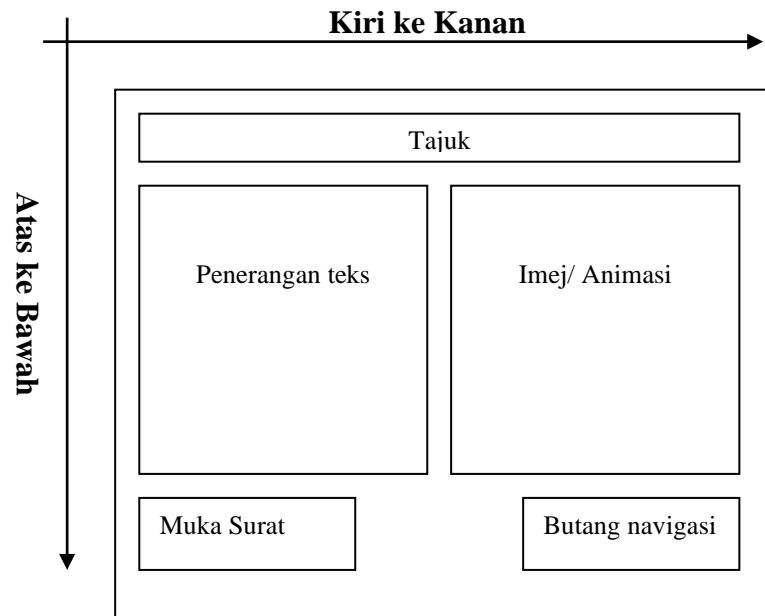 Kiri ke Kanan
Tajuk
Atas ke Bawah
Penerangan teks
Imej/ Animasi
Muka Surat
Butang navigasi